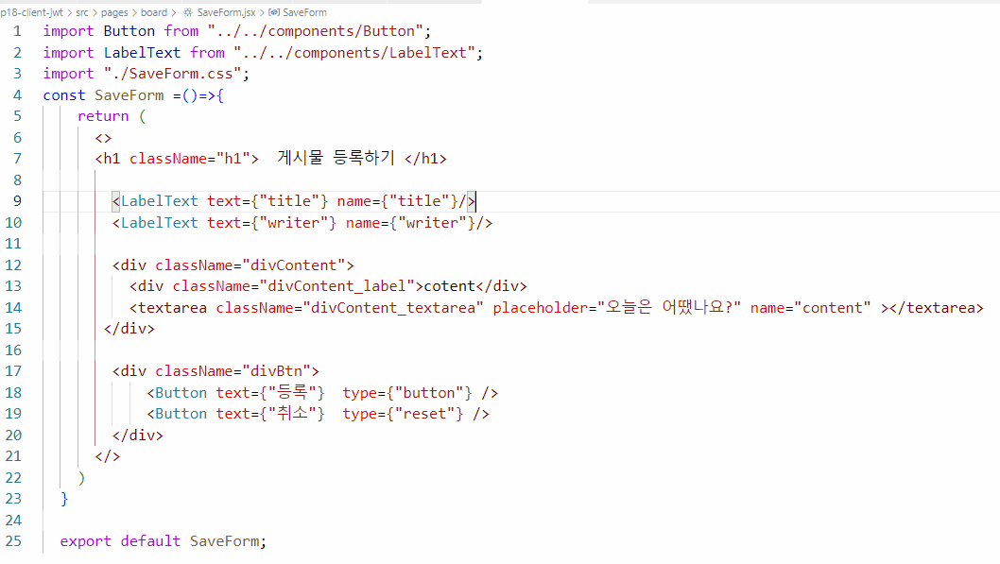 p18-client-jwt > src > pages > board > SaveForm.jsx > SaveForm
1 import Button from "../../components/Button";
2 import LabelText from "../../components/LabelText";
3 import "./SaveForm.css";
4 const SaveForm =()=>{
5 return (
6 <>
7 <h1 className="h1"> 게시물 등록하기 </h1>
8
9 <LabelText text={"title"} name={"title"}/>
10 <LabelText text={"writer"} name={"writer"}/>
11
12 <div className="divContent">
13 <div className="divContent_label">cotent</div>
14 <textarea className="divContent_textarea" placeholder="오늘은 어땠나요?" name="content" ></textarea>
15 </div>
16
17 <div className="divBtn">
18 <Button text={"등록"} type={"button"} />
19 <Button text={"취소"} type={"reset"} />
20 </div>
21 </>
22 )
23 }
24
25 export default SaveForm;